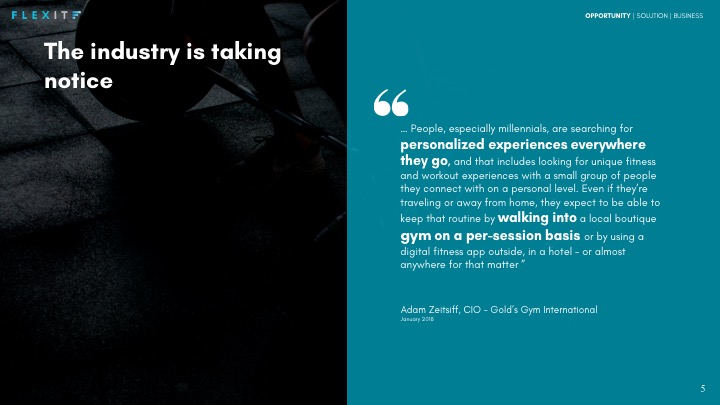 FLEXIT
OPPORTUNITY | SOLUTION | BUSINESS
The industry is taking
notice
“
... People, especially millennials, are searching for
personalized experiences everywhere
they go, and that includes looking for unique fitness
and workout experiences with a small group of people
they connect with on a personal level. Even if they’re
traveling or away from home, they expect to be able to
keep that routine by walking into a local boutique
gym on a per-session basis or by using a
digital fitness app outside, in a hotel – or almost
anywhere for that matter ”
Adam Zeitsiff, CIO – Gold’s Gym International
January 2018
5